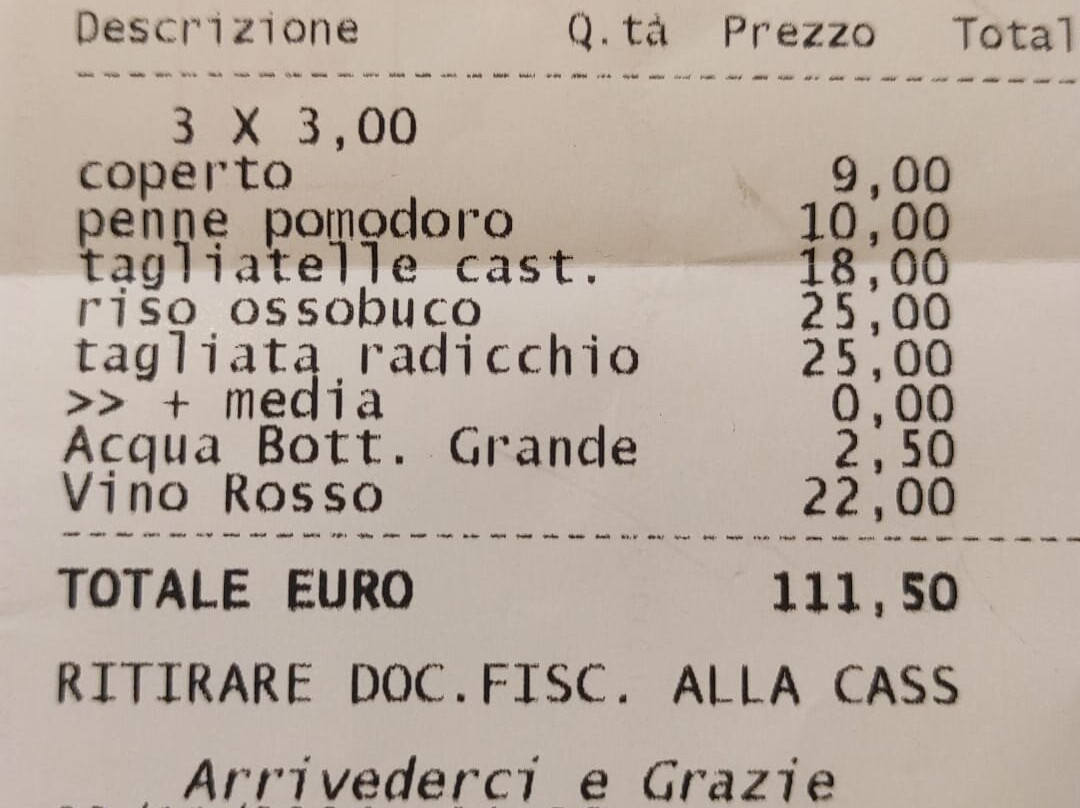 Descrizione Q.tà Prezzo Total
3 X 3,00
coperto 9,00
penne pomodoro 10,00
tagliatelle cast. 18,00
riso ossobuco 25,00
tagliata radicchio 25,00
>> + media 0,00
Acqua Bott. Grande 2,50
Vino Rosso 22,00
TOTALE EURO 111,50
RITIRARE DOC.FISC. ALLA CASS
Arrivederci e Grazie